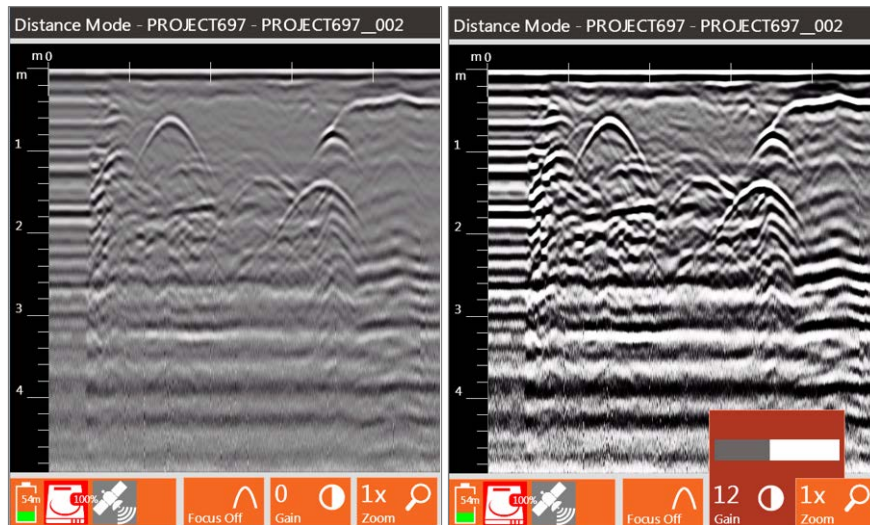 Distance Mode - PROJECT697 - PROJECT697__002
m 0
m
1
2
3
4
54m
100%
Focus Off
0
Gain
1x
Zoom
Distance Mode - PROJECT697 - PROJECT697__002
m 0
m
1
2
3
4
54m
100%
Focus Off
12
Gain
1x
Zoom